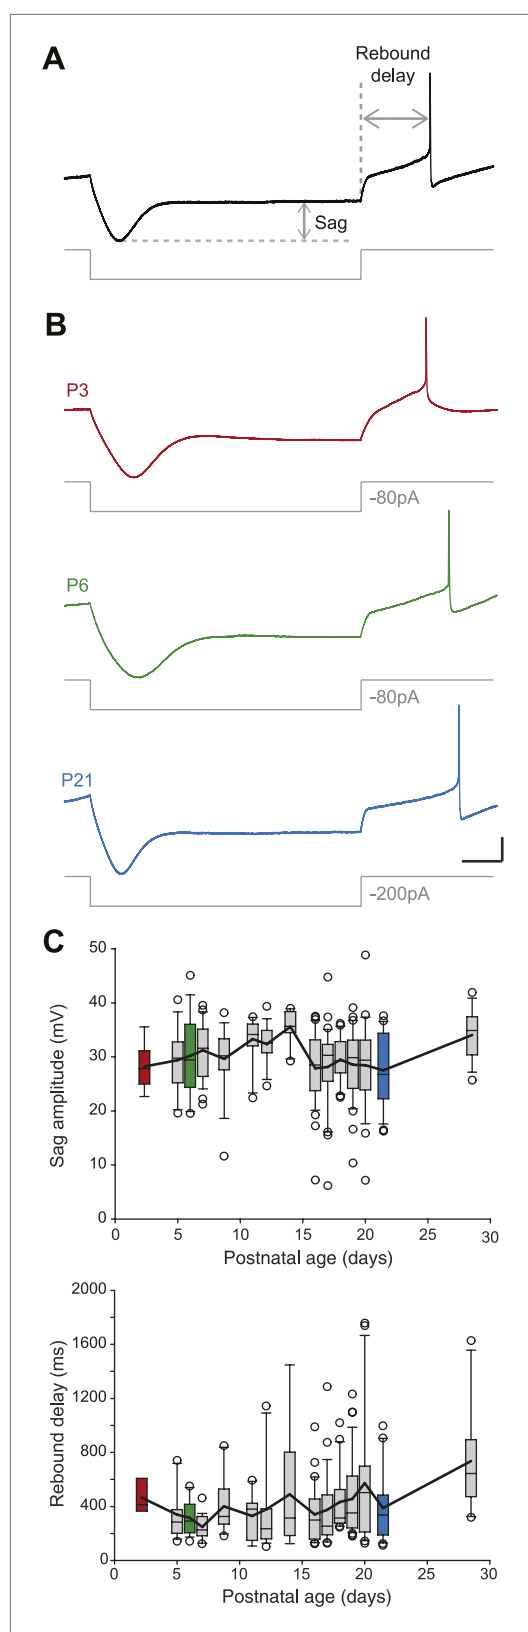 A
Rebound
delay
Sag
B
P3
-80pA
P6
-80pA
P21
-200pA
C
50
40
30
20
10
0
Sag amplitude (mV)
0 5 10 15 20 25 30
Postnatal age (days)
2000
1600
1200
800
400
0
Rebound delay (ms)
0 5 10 15 20 25 30
Postnatal age (days)